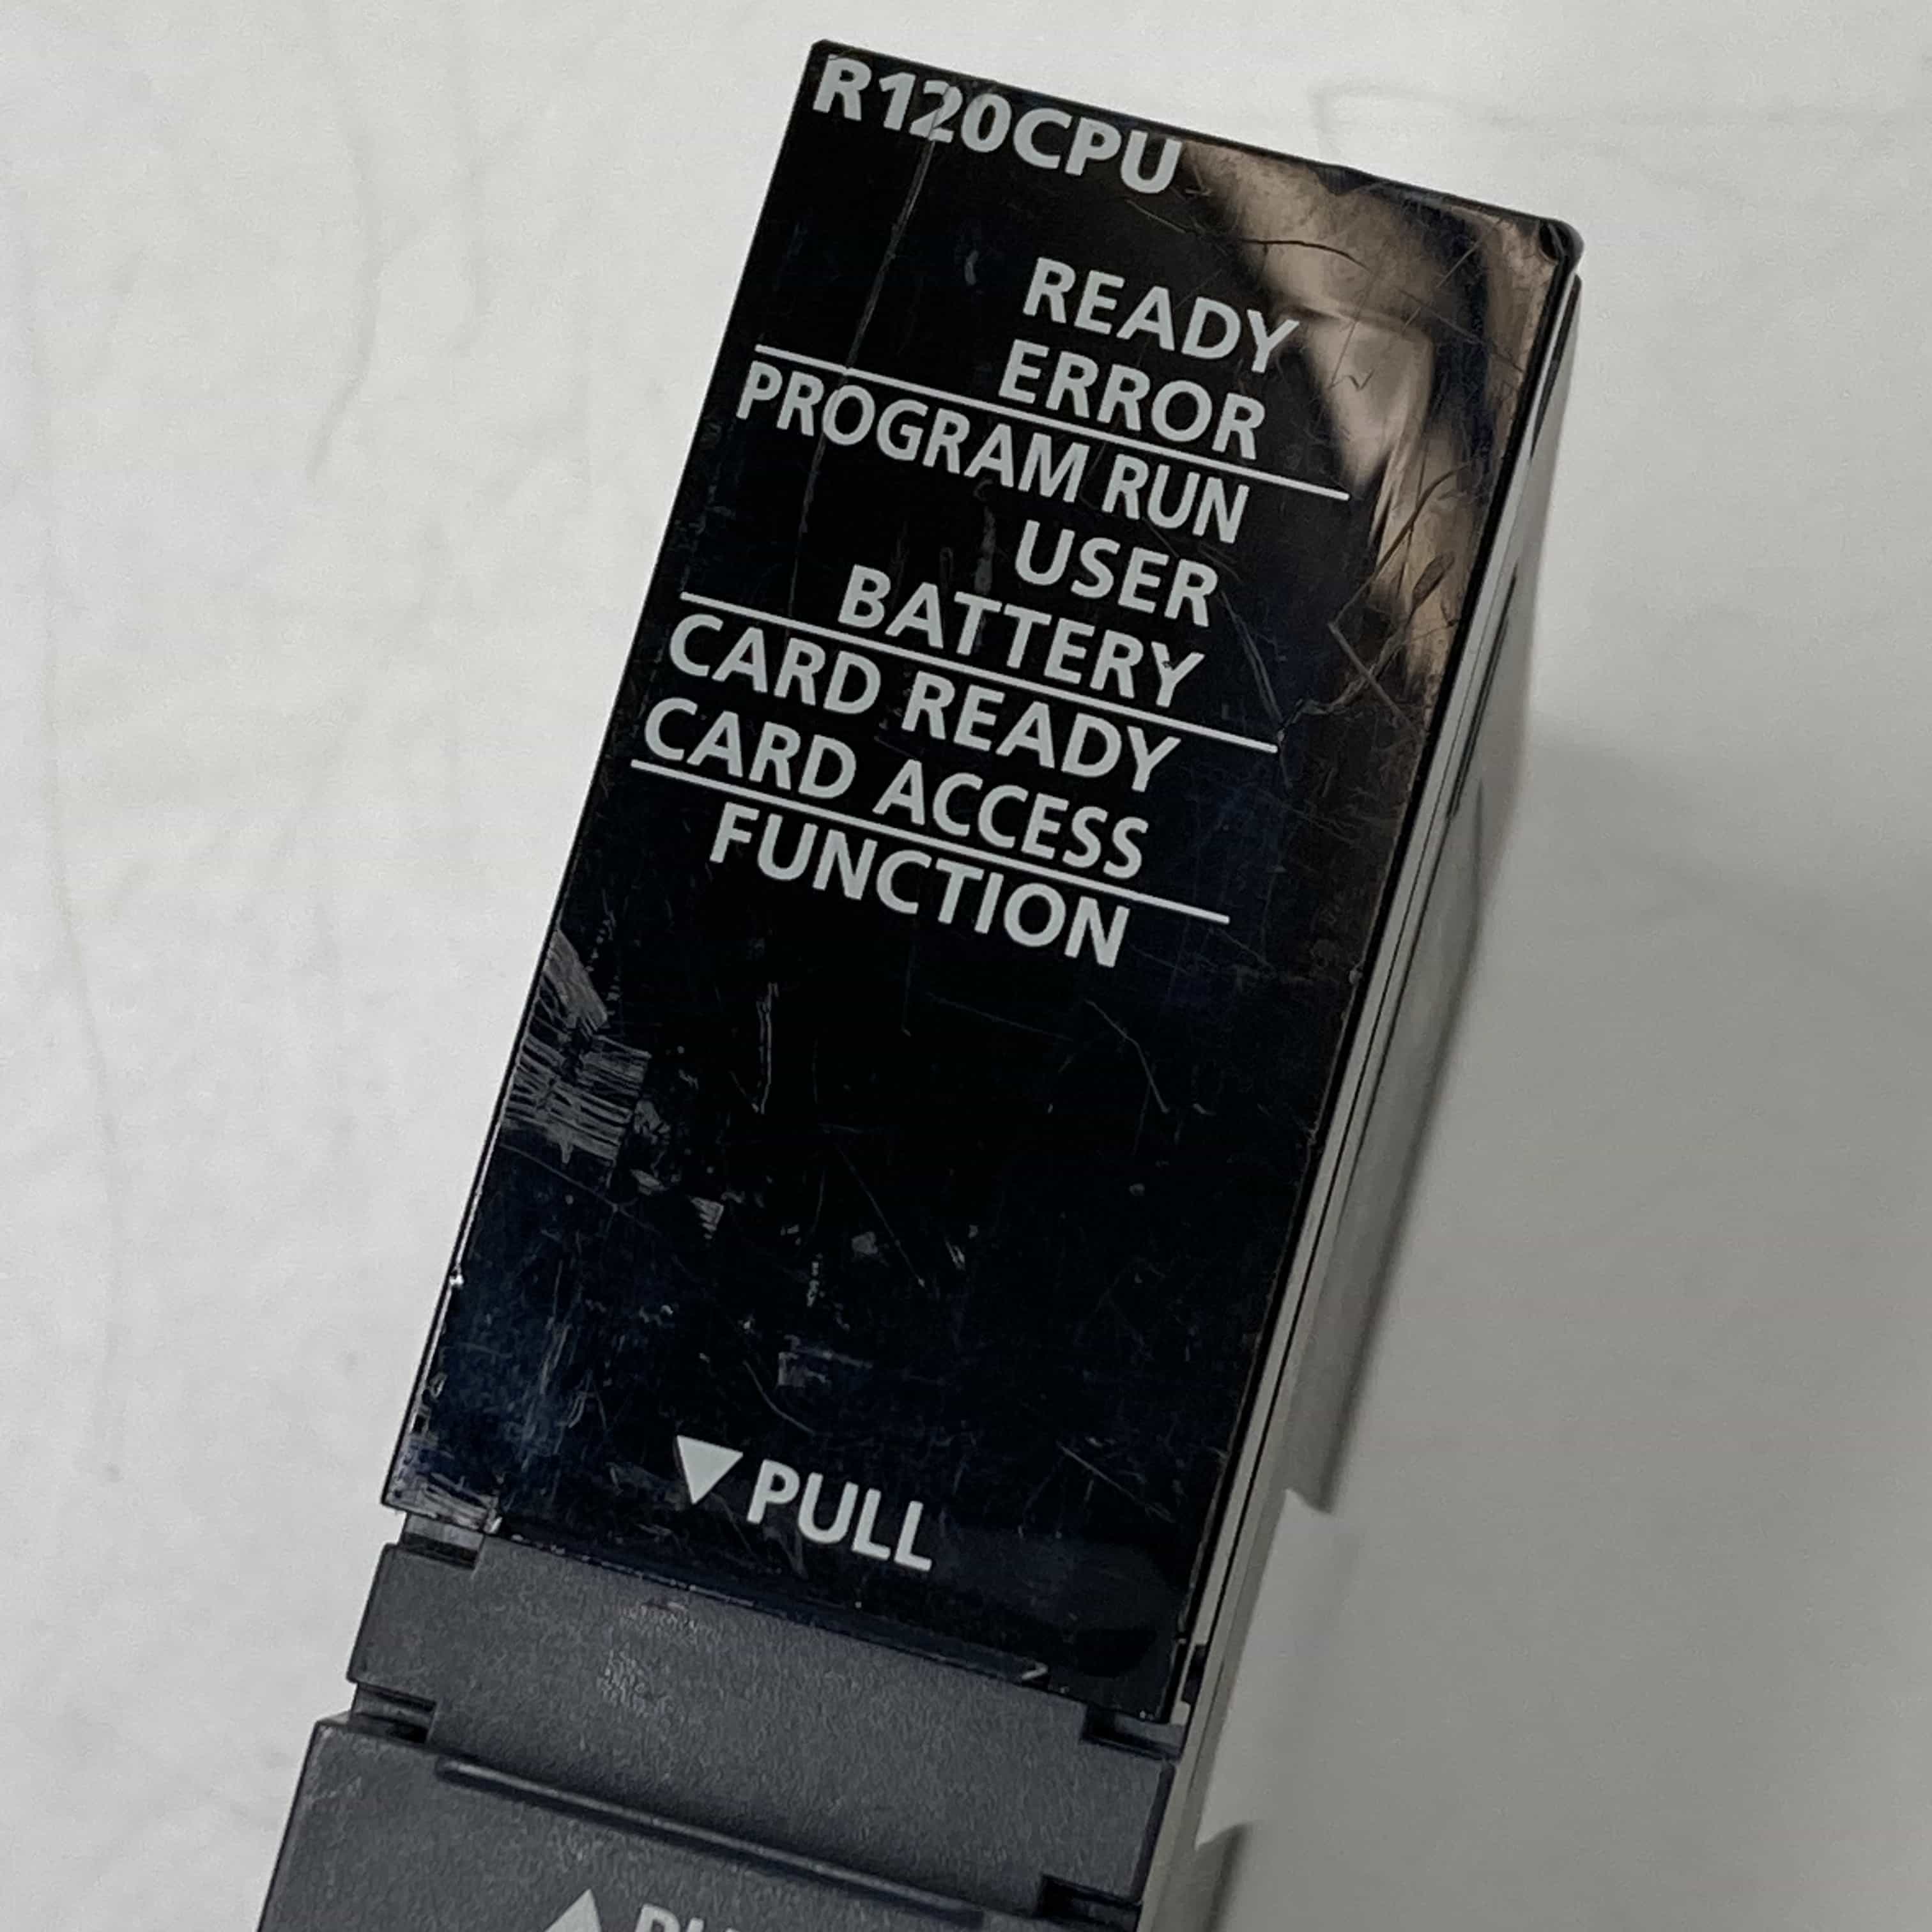 R120CPU
READY
ERROR
PROGRAM RUN
USER
BATTERY
CARD READY
CARD ACCESS
FUNCTION
▼PULL